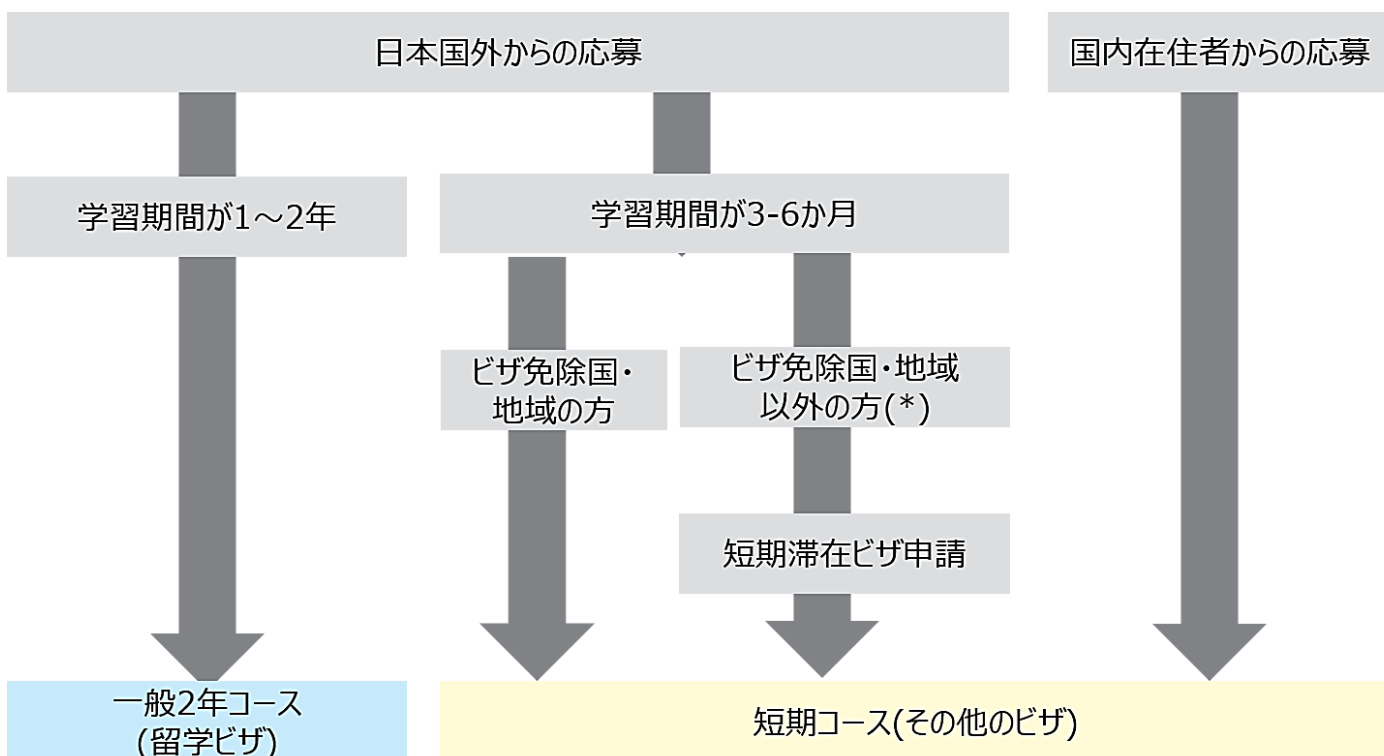 日本国外からの応募
国内在住者からの応募
学習期間が1～2年
学習期間が3-6か月
ビザ免除国・
地域の方
ビザ免除国・地域
以外の方(*)
短期滞在ビザ申請
一般2年コース
(留学ビザ)
短期コース(その他のビザ)